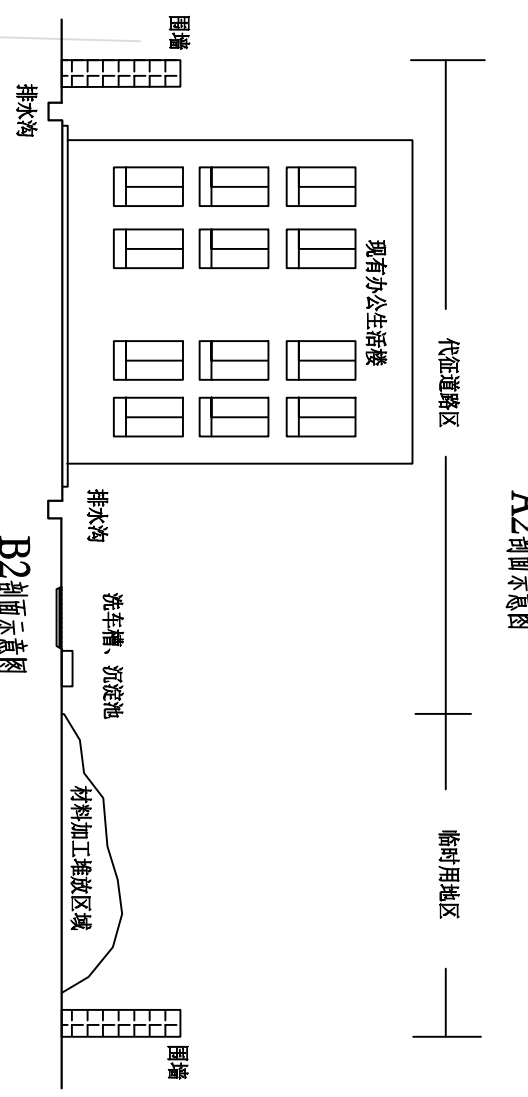 A2剖面示意图
代征道路区
临时用地区
围墙
现有办公生活楼
围墙
排水沟
排水沟
洗车槽、沉淀池
材料加工堆放区域
B2剖面示意图